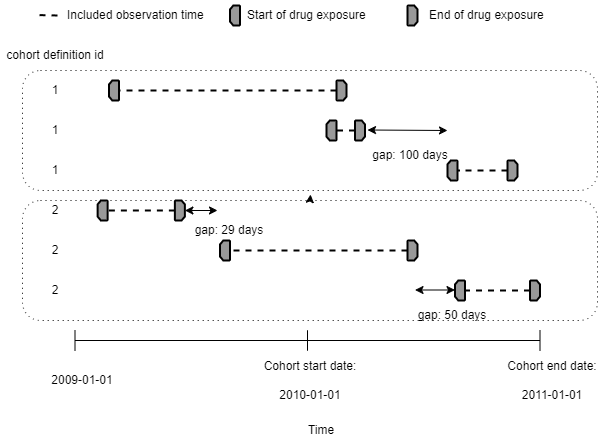 Included observation time Start of drug exposure End of drug exposure
cohort definition id
1
1
gap: 100 days
1
2
gap: 29 days
2
2
gap: 50 days
Cohort start date: Cohort end date:
2009-01-01
2010-01-01 2011-01-01
Time